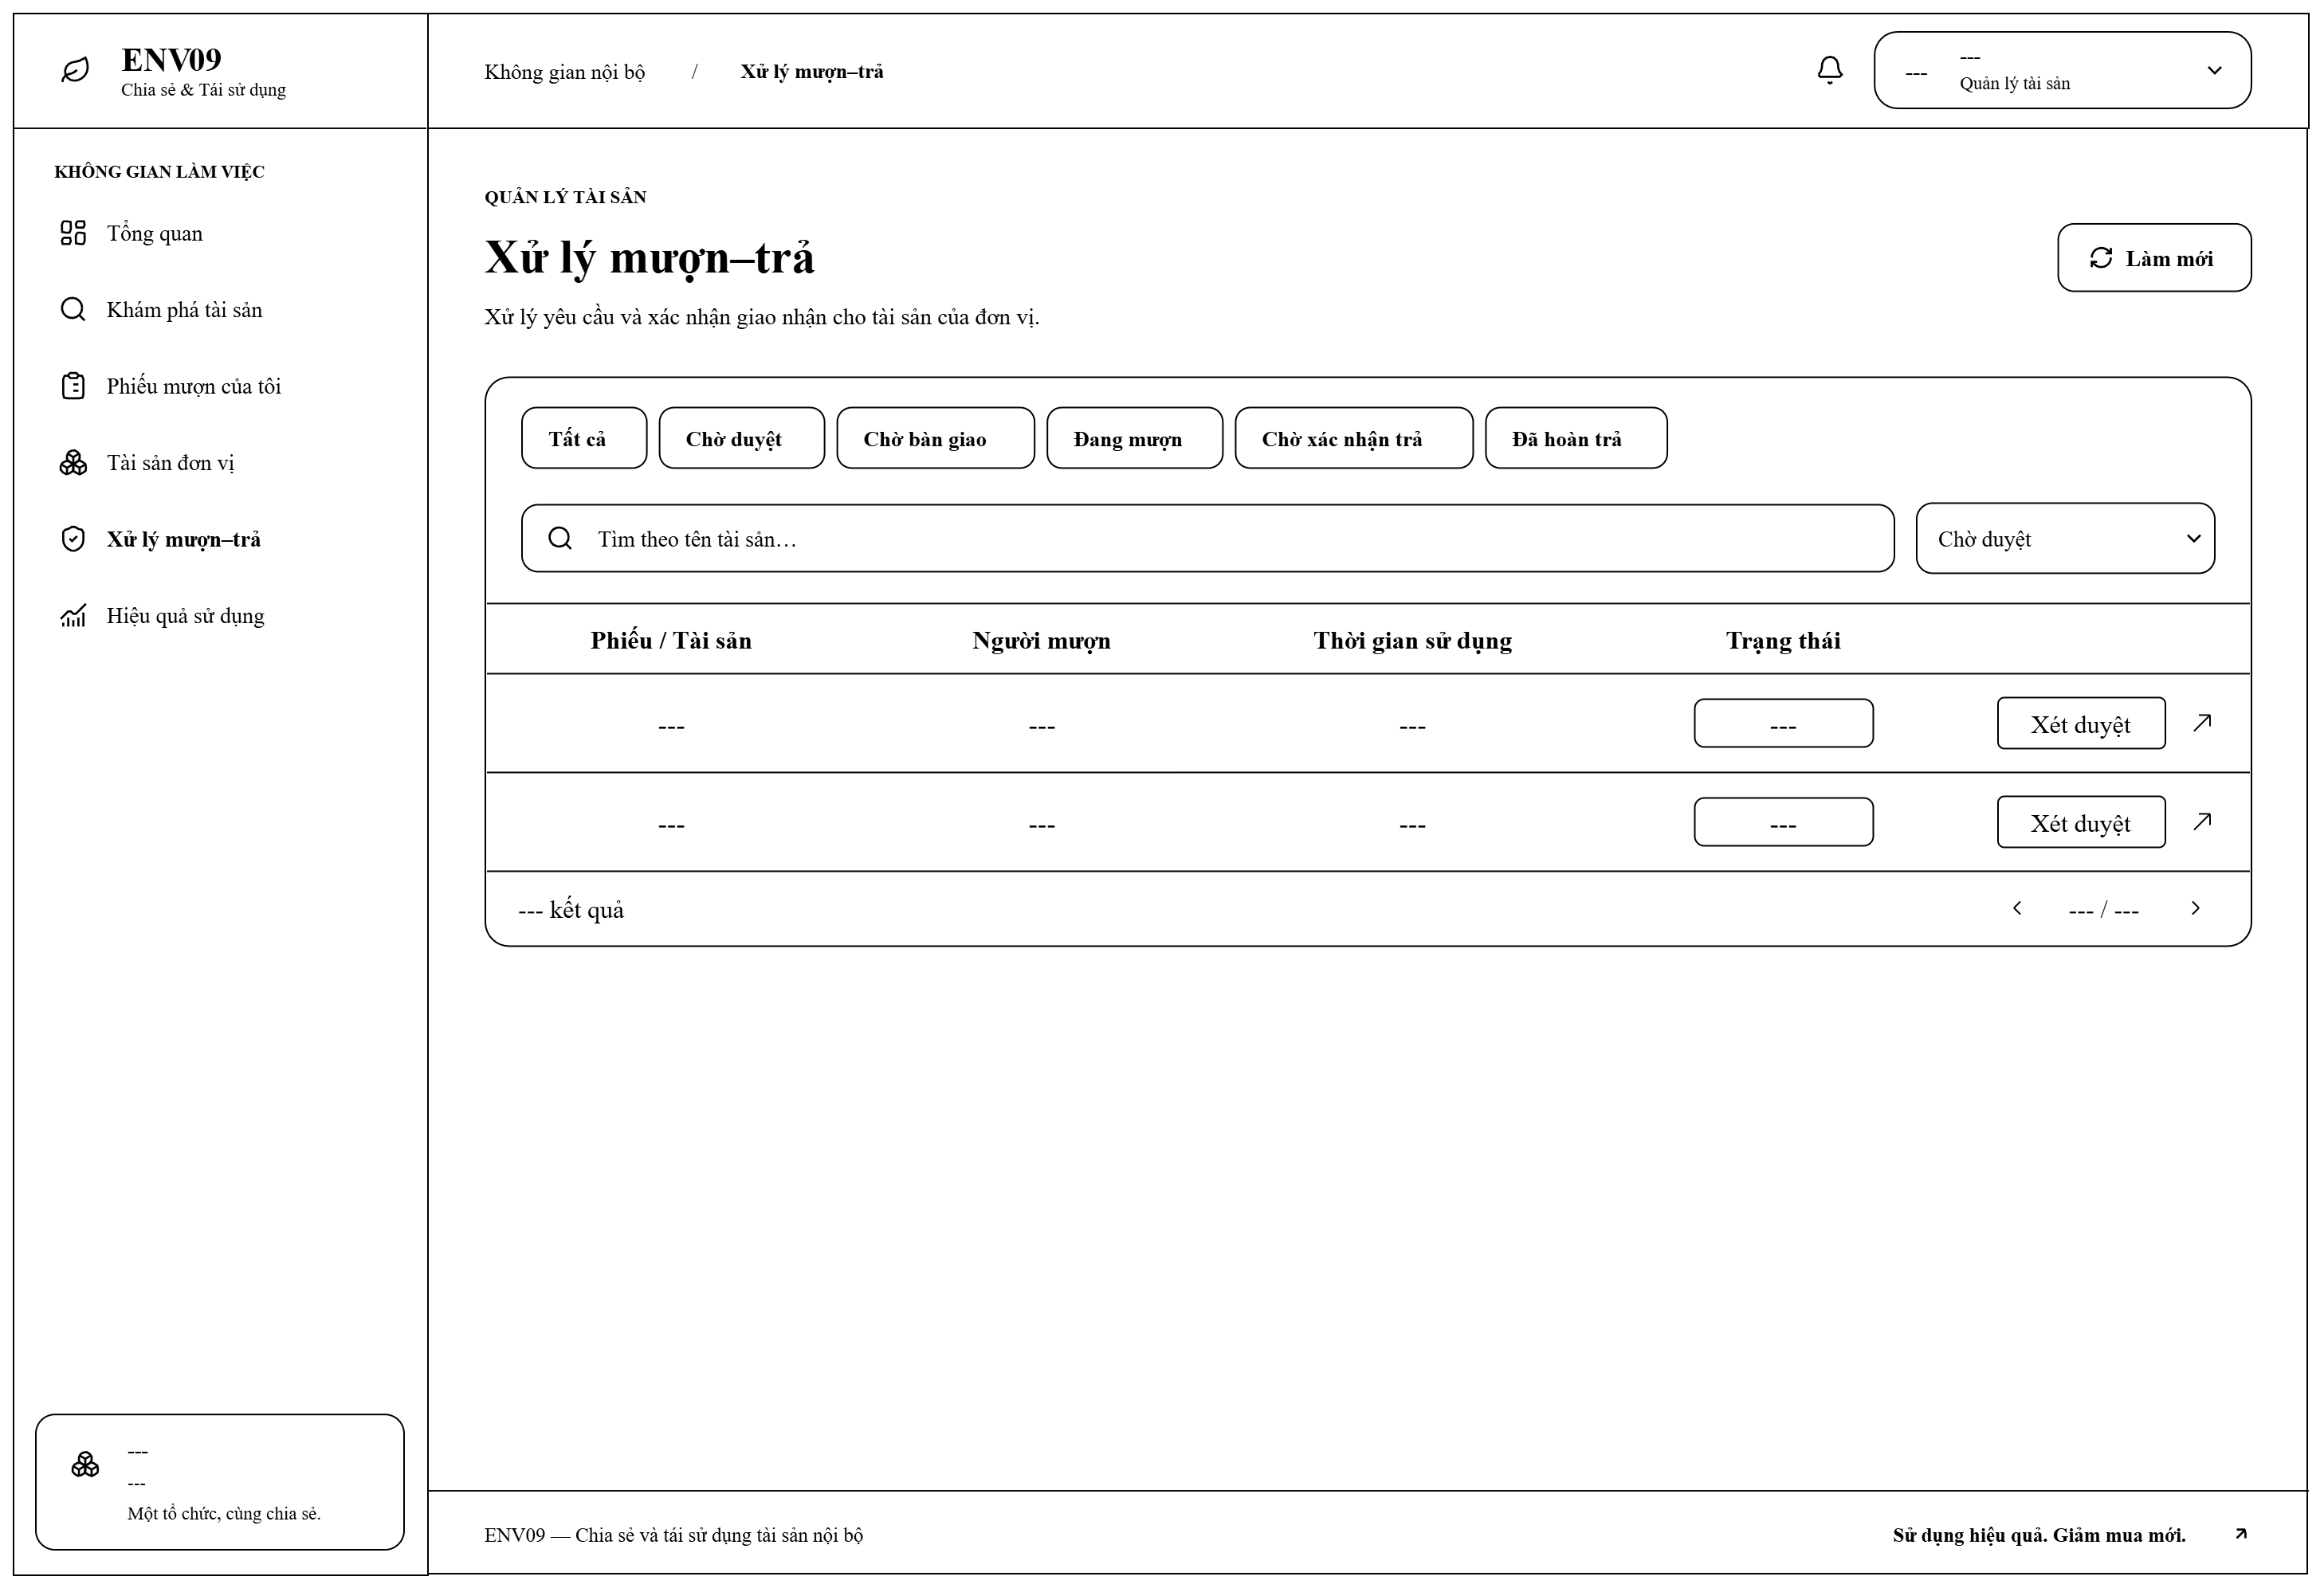 ENV09
Chia sẻ & Tái sử dụng
Không gian nội bộ / Xử lý mượn–trả
---
---
Quản lý tài sản
KHÔNG GIAN LÀM VIỆC
Tổng quan
Khám phá tài sản
Phiếu mượn của tôi
Tài sản đơn vị
Xử lý mượn–trả
Hiệu quả sử dụng
---
---
Một tổ chức, cùng chia sẻ.
QUẢN LÝ TÀI SẢN
Xử lý mượn–trả
Làm mới
Xử lý yêu cầu và xác nhận giao nhận cho tài sản của đơn vị.
Tất cả Chờ duyệt Chờ bàn giao Đang mượn Chờ xác nhận trả Đã hoàn trả
Tìm theo tên tài sản… Chờ duyệt
Phiếu / Tài sản Người mượn Thời gian sử dụng Trạng thái
--- --- --- --- Xét duyệt
--- --- --- --- Xét duyệt
--- kết quả --- / ---
ENV09 — Chia sẻ và tái sử dụng tài sản nội bộ Sử dụng hiệu quả. Giảm mua mới.